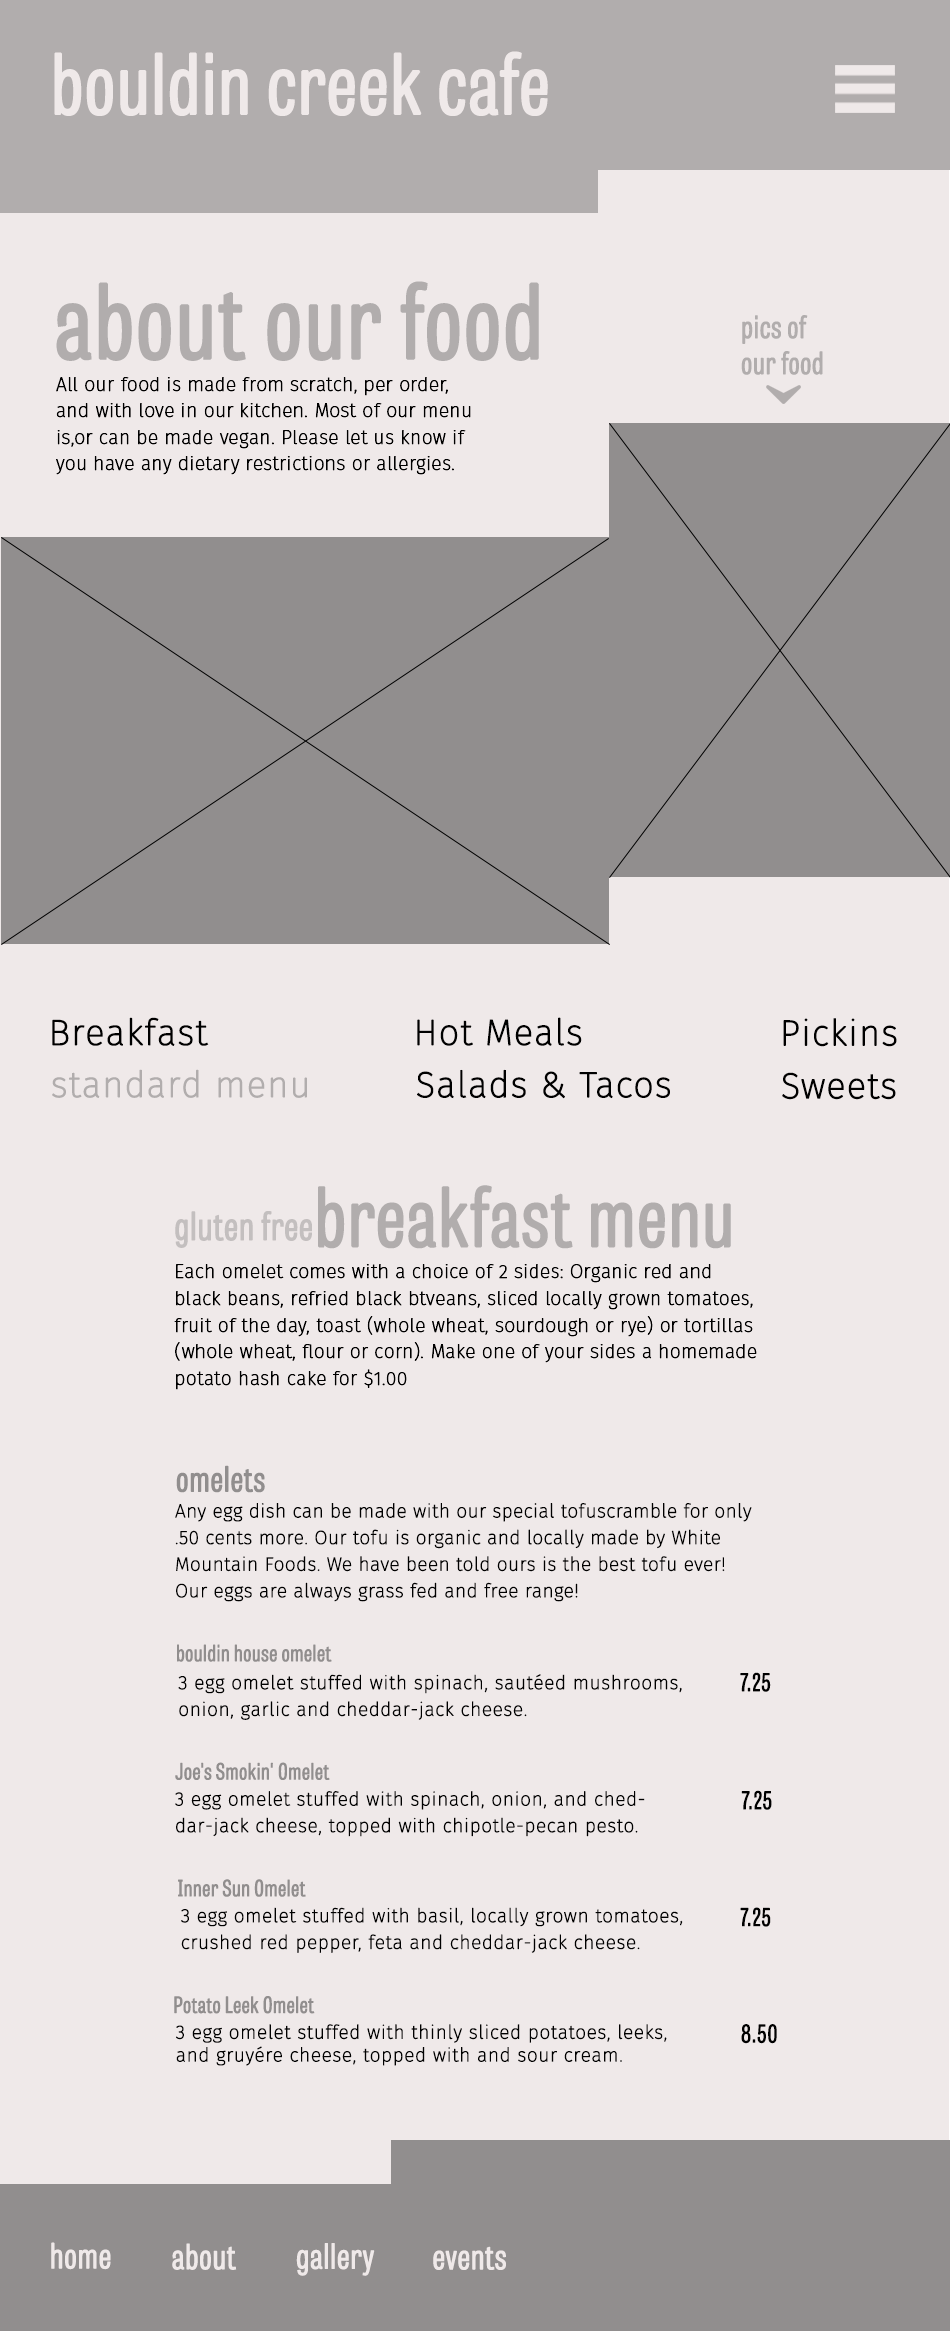 bouldin creek cafe
about our food
All our food is made from scratch, per order,
and with love in our kitchen. Most of our menu
is,or can be made vegan. Please let us know if
you have any dietary restrictions or allergies.
pics of
our food
Breakfast
standard menu
Hot Meals
Salads & Tacos
Pickins
Sweets
gluten free breakfast menu
Each omelet comes with a choice of 2 sides: Organic red and
black beans, refried black btveans, sliced locally grown tomatoes,
fruit of the day, toast (whole wheat, sourdough or rye) or tortillas
(whole wheat, flour or corn). Make one of your sides a homemade
potato hash cake for $1.00
omelets
Any egg dish can be made with our special tofuscramble for only
.50 cents more. Our tofu is organic and locally made by White
Mountain Foods. We have been told ours is the best tofu ever!
Our eggs are always grass fed and free range!
bouldin house omelet
3 egg omelet stuffed with spinach, sautéed mushrooms,
onion, garlic and cheddar-jack cheese.
7.25
Joe's Smokin' Omelet
3 egg omelet stuffed with spinach, onion, and ched-
dar-jack cheese, topped with chipotle-pecan pesto.
7.25
Inner Sun Omelet
3 egg omelet stuffed with basil, locally grown tomatoes,
crushed red pepper, feta and cheddar-jack cheese.
7.25
Potato Leek Omelet
3 egg omelet stuffed with thinly sliced potatoes, leeks,
and gruyére cheese, topped with and sour cream.
8.50
home about gallery events